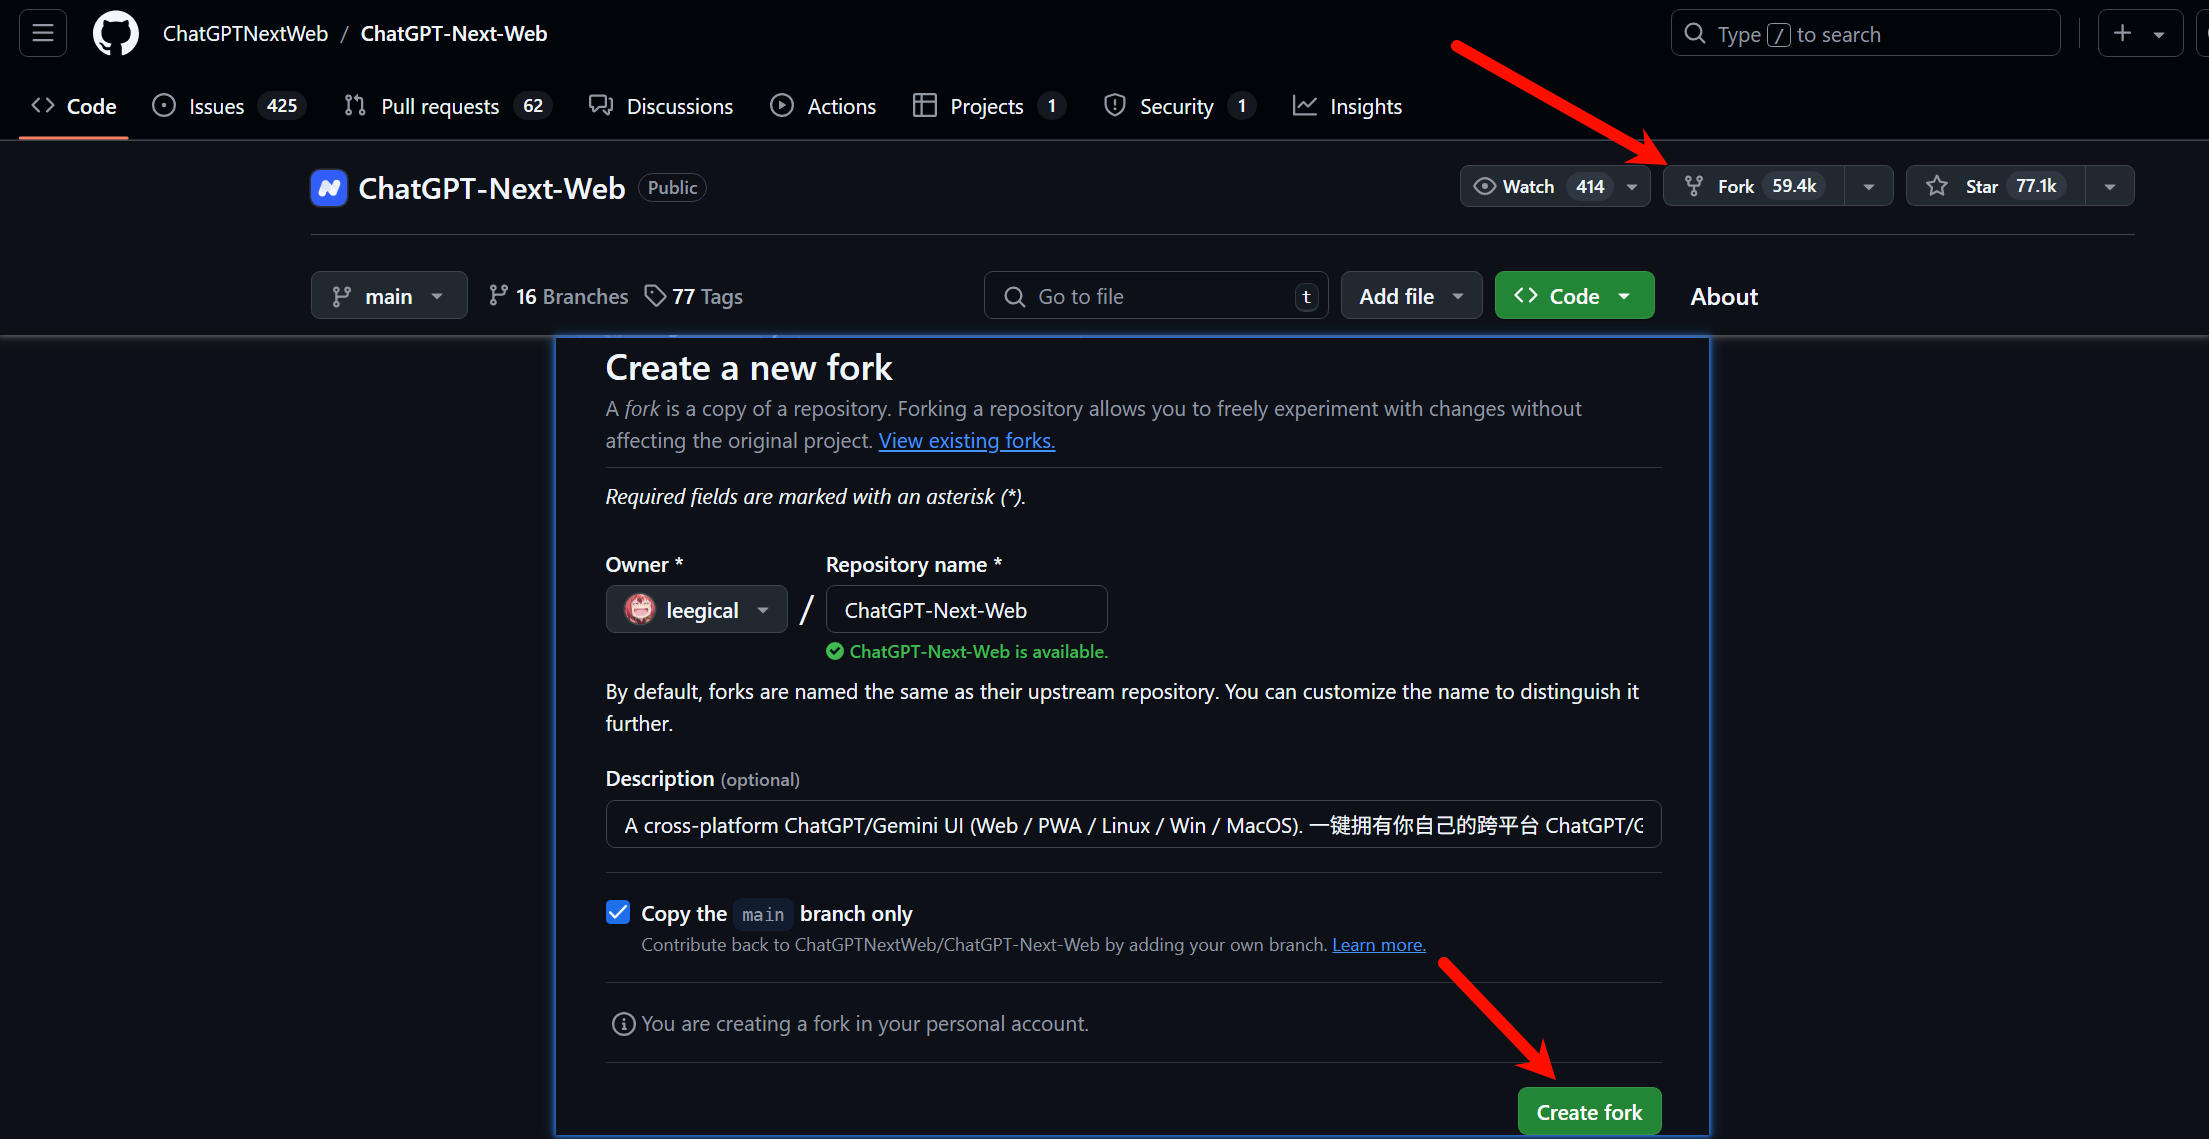 ChatGPTNextWeb / ChatGPT-Next-Web
Type / to search
Code
Issues 425
Pull requests 62
Discussions
Actions
Projects 1
Security 1
Insights
ChatGPT-Next-Web Public
Watch 414
Fork 59.4k
Star 77.1k
main
16 Branches
77 Tags
Go to file t
Add file
Code
About
Create a new fork
A fork is a copy of a repository. Forking a repository allows you to freely experiment with changes without
affecting the original project. View existing forks.
Required fields are marked with an asterisk (*).
Owner *
Repository name *
leegical / ChatGPT-Next-Web
ChatGPT-Next-Web is available.
By default, forks are named the same as their upstream repository. You can customize the name to distinguish it
further.
Description (optional)
A cross-platform ChatGPT/Gemini UI (Web / PWA / Linux / Win / MacOS). 一键拥有你自己的跨平台 ChatGPT/G
Copy the main branch only
Contribute back to ChatGPTNextWeb/ChatGPT-Next-Web by adding your own branch. Learn more.
You are creating a fork in your personal account.
Create fork